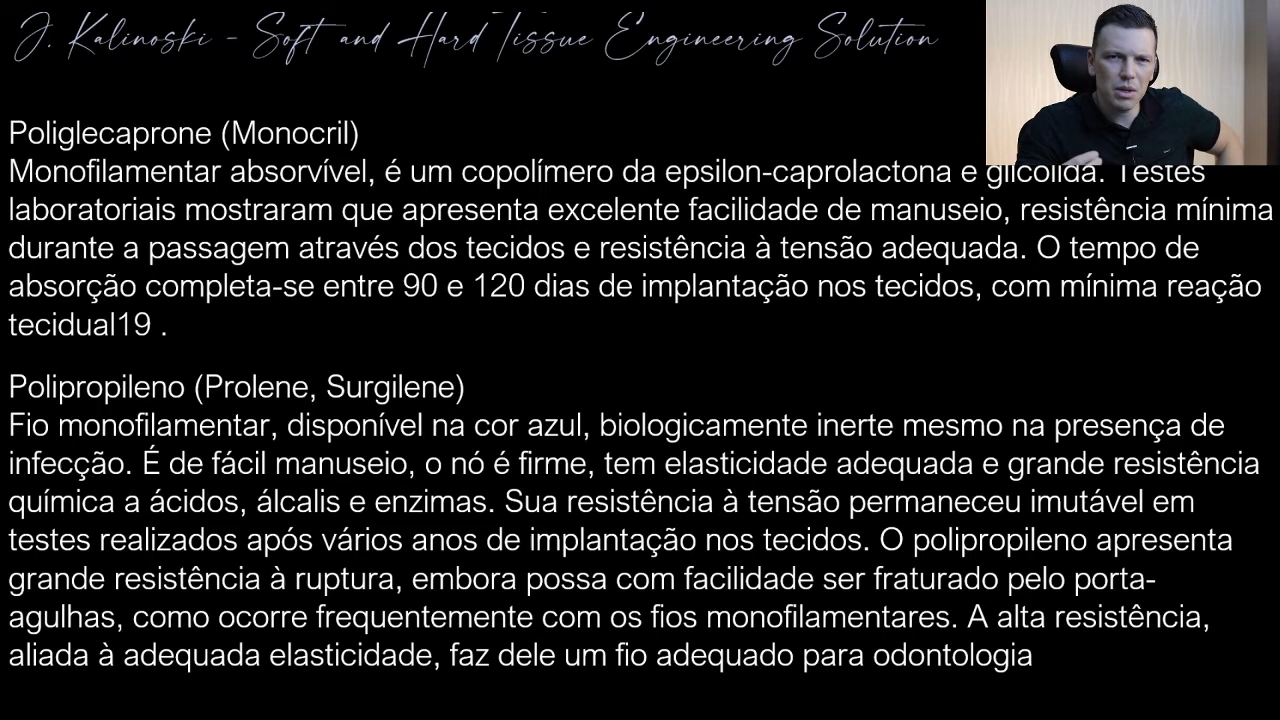 J. Kalinoski - Soft and Hard Tissue Engineering Solution
Poliglecaprone (Monocril)
Monofilamentar absorvível, é um copolímero da epsilon-caprolactona e glicolida. Testes
laboratoriais mostraram que apresenta excelente facilidade de manuseio, resistência mínima
durante a passagem através dos tecidos e resistência à tensão adequada. O tempo de
absorção completa-se entre 90 e 120 dias de implantação nos tecidos, com mínima reação
tecidual19 .
Polipropileno (Prolene, Surgilene)
Fio monofilamentar, disponível na cor azul, biologicamente inerte mesmo na presença de
infecção. É de fácil manuseio, o nó é firme, tem elasticidade adequada e grande resistência
química a ácidos, álcalis e enzimas. Sua resistência à tensão permaneceu imutável em
testes realizados após vários anos de implantação nos tecidos. O polipropileno apresenta
grande resistência à ruptura, embora possa com facilidade ser fraturado pelo porta-
agulhas, como ocorre frequentemente com os fios monofilamentares. A alta resistência,
aliada à adequada elasticidade, faz dele um fio adequado para odontologia